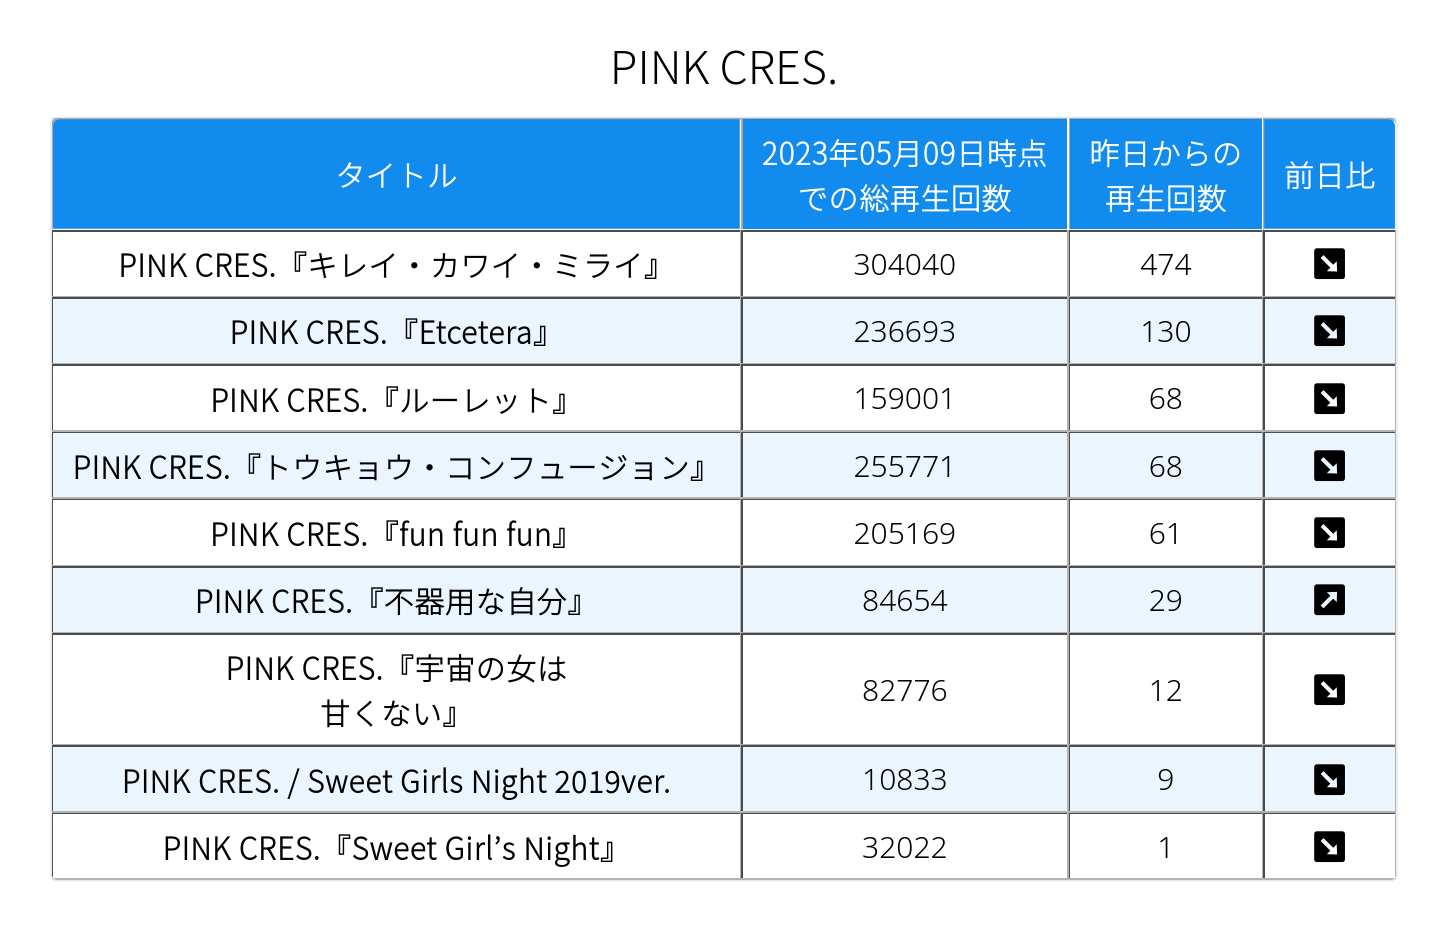 PINK CRES.
タイトル
2023年05月09日時点
での総再生回数
昨日からの
再生回数
前日比
PINK CRES.『キレイ・カワイ・ミライ』 304040 474
PINK CRES.『Etcetera』 236693 130
PINK CRES.『ルーレット』 159001 68
PINK CRES.『トウキョウ・コンフュージョン』 255771 68
PINK CRES.『fun fun fun』 205169 61
PINK CRES.『不器用な自分』 84654 29
PINK CRES.『宇宙の女は
甘くない』 82776 12
PINK CRES. / Sweet Girls Night 2019ver. 10833 9
PINK CRES.『Sweet Girl’s Night』 32022 1